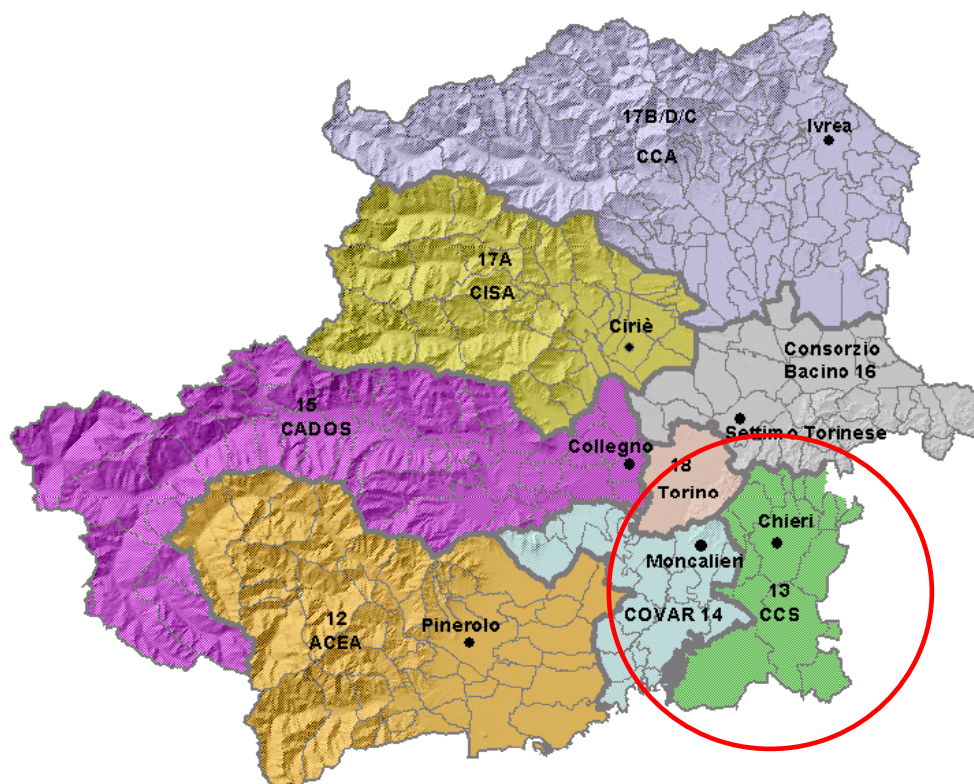 17B/D/C
CCA
Ivrea
17A
CISA
Ciriè
Consorzio
Bacino 16
Settimo Torinese
15
CADOS
Collegno
18
Torino
Chieri
Moncalieri
13
CCS
COVAR 14
12
ACEA
Pinerolo